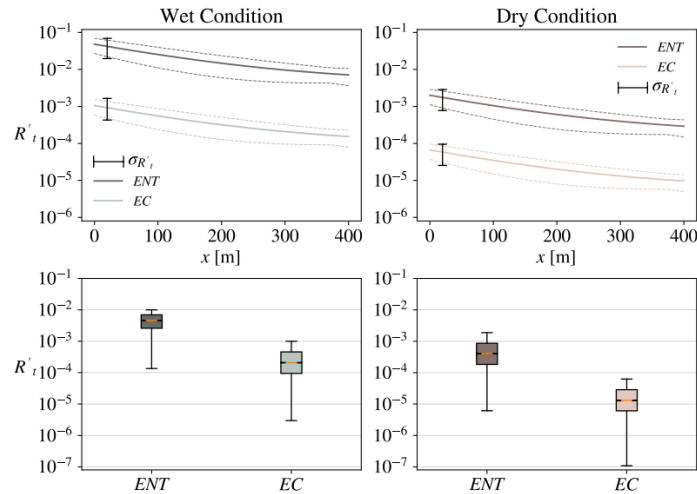 Wet Condition
10⁻¹
10⁻²
10⁻³
10⁻⁴
10⁻⁵
10⁻⁶
R'ₜ
σ_R'ₜ
ENT
EC
0 100 200 300 400
x [m]
Dry Condition
10⁻¹
10⁻²
10⁻³
10⁻⁴
10⁻⁵
10⁻⁶
ENT
EC
σ_R'ₜ
0 100 200 300 400
x [m]
10⁻¹
10⁻²
10⁻³
10⁻⁴
10⁻⁵
10⁻⁶
10⁻⁷
R'ₜ
ENT EC
10⁻¹
10⁻²
10⁻³
10⁻⁴
10⁻⁵
10⁻⁶
10⁻⁷
ENT EC